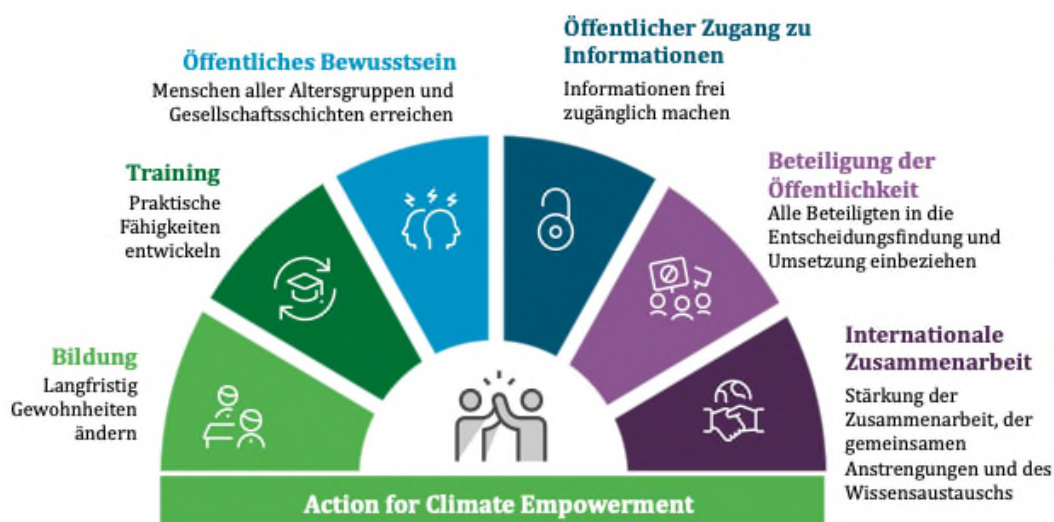 Öffentliches Bewusstsein
Menschen aller Altersgruppen und
Gesellschaftsschichten erreichen
Öffentlicher Zugang zu
Informationen
Informationen frei
zugänglich machen
Training
Praktische
Fähigkeiten
entwickeln
Beteiligung der
Öffentlichkeit
Alle Beteiligten in die
Entscheidungsfindung und
Umsetzung einbeziehen
Bildung
Langfristig
Gewohnheiten
ändern
Internationale
Zusammenarbeit
Stärkung der
Zusammenarbeit, der
gemeinsamen
Anstrengungen und des
Wissensaustauschs
Action for Climate Empowerment